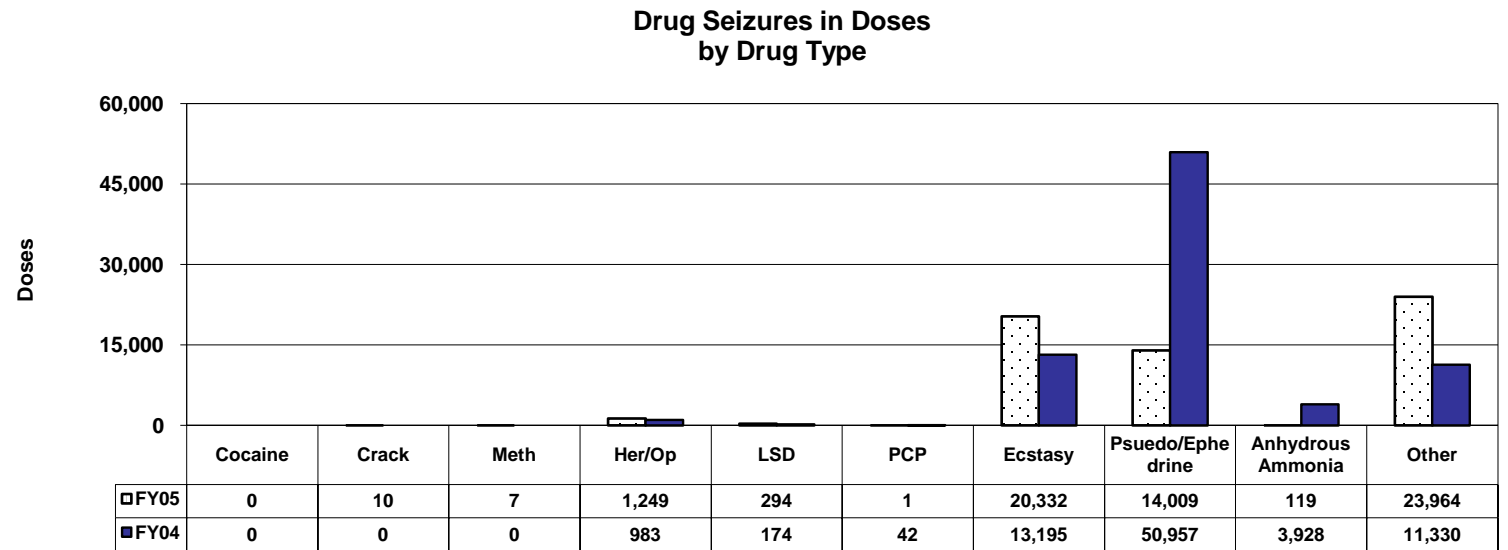 Drug Seizures in Doses
by Drug Type
Doses
60,000
45,000
30,000
15,000
0
Cocaine Crack Meth Her/Op LSD PCP Ecstasy Psuedo/Ephe drine Anhydrous Ammonia Other
FY05 0 10 7 1,249 294 1 20,332 14,009 119 23,964
FY04 0 0 0 983 174 42 13,195 50,957 3,928 11,330